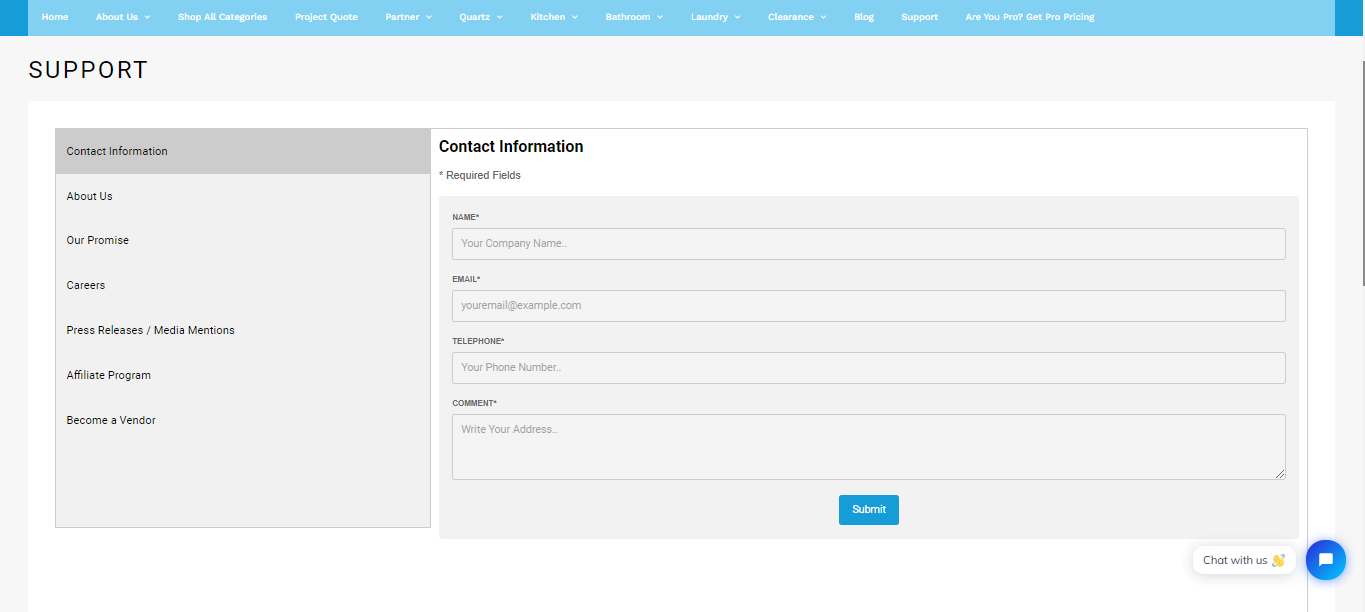 Home About Us Shop All Categories Project Quote Partner Quartz Kitchen Bathroom Laundry Clearance Blog Support Are You Pro? Get Pro Pricing
SUPPORT
Contact Information
About Us
Our Promise
Careers
Press Releases / Media Mentions
Affiliate Program
Become a Vendor
Contact Information
* Required Fields
NAME*
Your Company Name..
EMAIL*
youremail@example.com
TELEPHONE*
Your Phone Number..
COMMENT*
Write Your Address..
Submit
Chat with us 👋